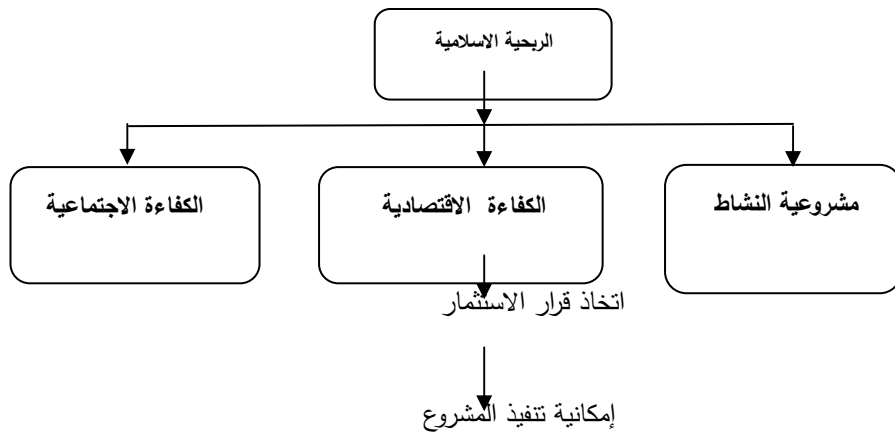 الربحية الاسلامية
مشروعية النشاط
الكفاءة الاقتصادية
الكفاءة الاجتماعية
اتخاذ قرار الاستثمار
إمكانية تنفيذ المشروع